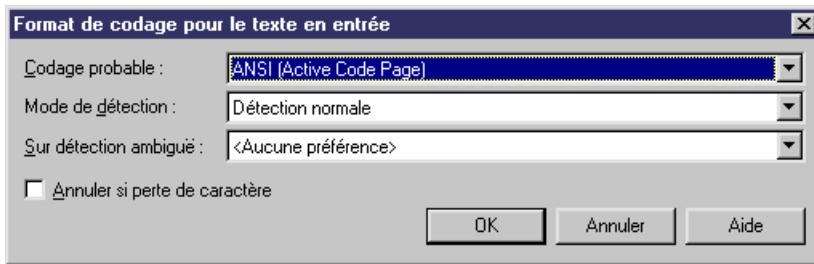 Format de codage pour le texte en entrée
Codage probable : ANSI (Active Code Page)
Mode de détection : Détection normale
Sur détection ambiguë : <Aucune préférence>
Annuler si perte de caractère
OK Annuler Aide